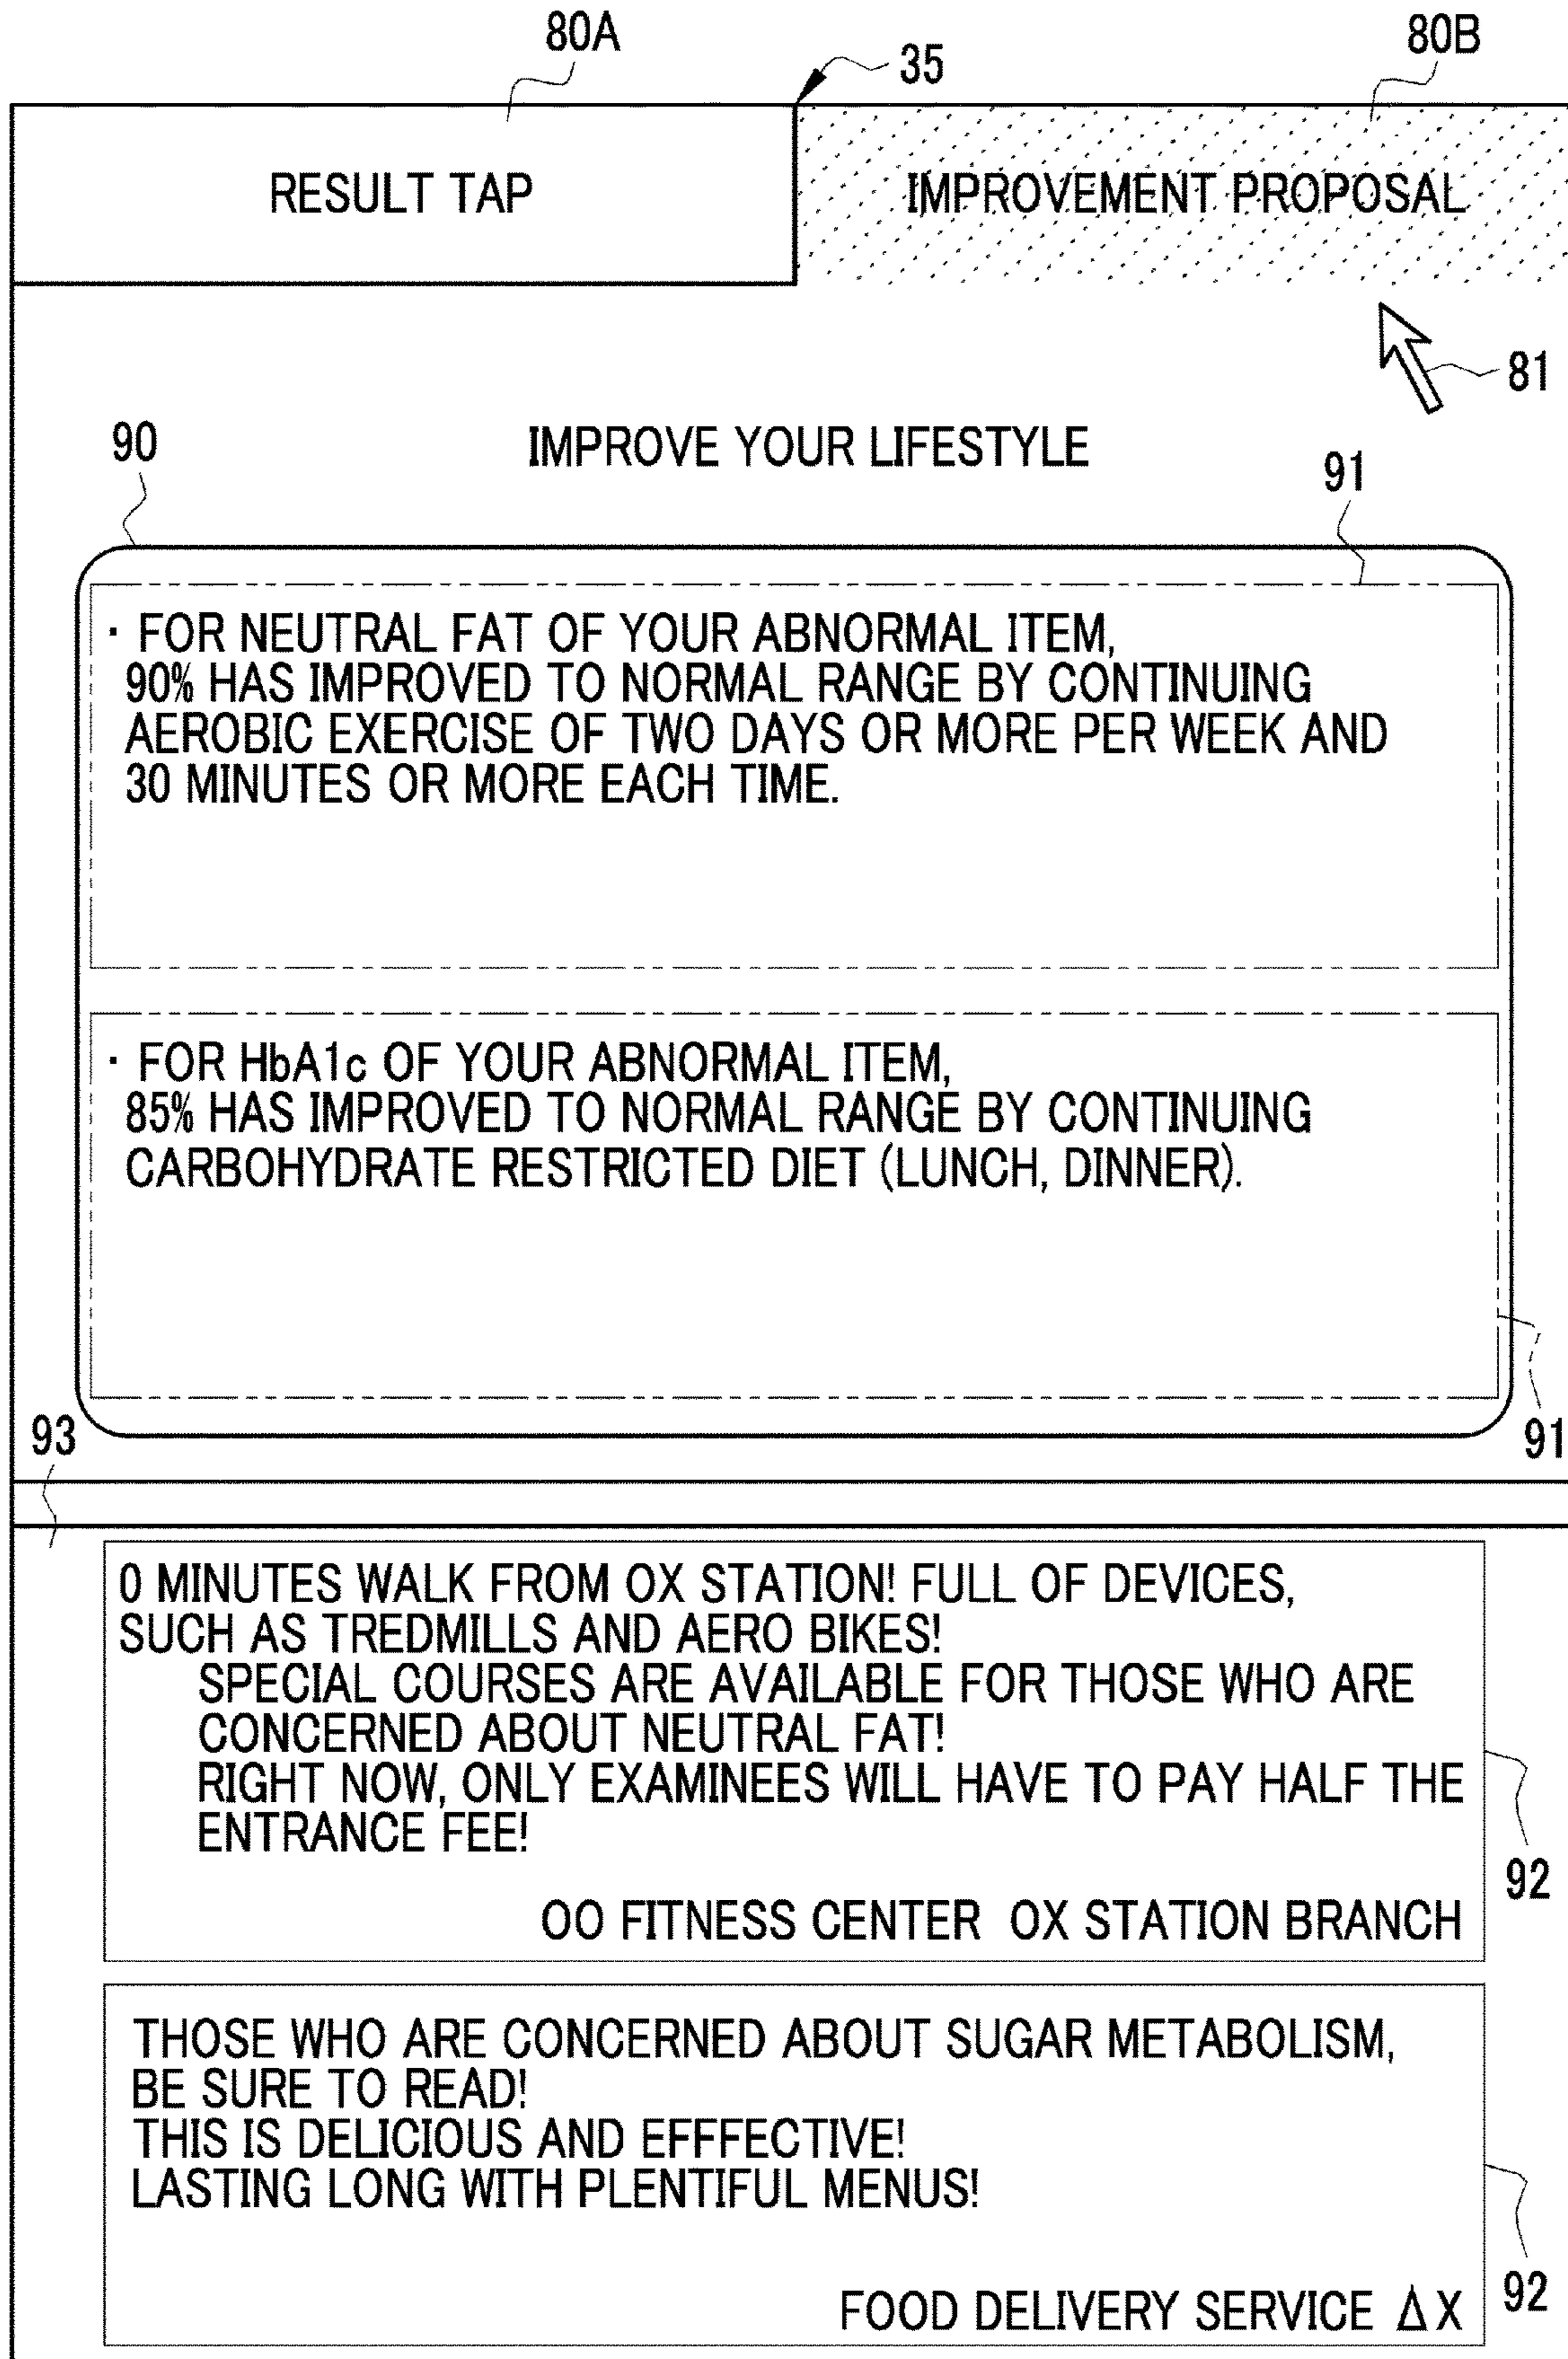 80A
35
80B
RESULT TAP
IMPROVEMENT PROPOSAL
81
90
IMPROVE YOUR LIFESTYLE
91
· FOR NEUTRAL FAT OF YOUR ABNORMAL ITEM,
90% HAS IMPROVED TO NORMAL RANGE BY CONTINUING
AEROBIC EXERCISE OF TWO DAYS OR MORE PER WEEK AND
30 MINUTES OR MORE EACH TIME.
· FOR HbA1c OF YOUR ABNORMAL ITEM,
85% HAS IMPROVED TO NORMAL RANGE BY CONTINUING
CARBOHYDRATE RESTRICTED DIET (LUNCH, DINNER).
91
93
0 MINUTES WALK FROM OX STATION! FULL OF DEVICES,
SUCH AS TREDMILLS AND AERO BIKES!
SPECIAL COURSES ARE AVAILABLE FOR THOSE WHO ARE
CONCERNED ABOUT NEUTRAL FAT!
RIGHT NOW, ONLY EXAMINEES WILL HAVE TO PAY HALF THE
ENTRANCE FEE!
92
OO FITNESS CENTER OX STATION BRANCH
THOSE WHO ARE CONCERNED ABOUT SUGAR METABOLISM,
BE SURE TO READ!
THIS IS DELICIOUS AND EFFFECTIVE!
LASTING LONG WITH PLENTIFUL MENUS!
92
FOOD DELIVERY SERVICE ΔX